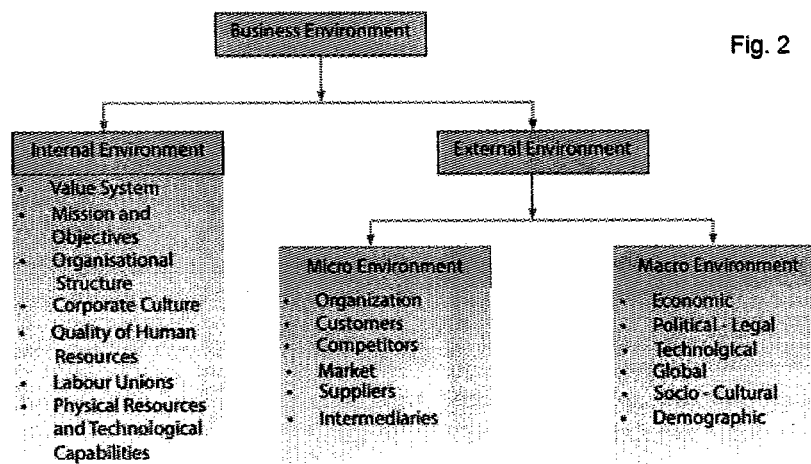 Business Environment
Fig. 2
Internal Environment
• Value System
• Mission and
Objectives
• Organisational
Structure
• Corporate Culture
• Quality of Human
Resources
• Labour Unions
• Physical Resources
and Technological
Capabilities
External Environment
Micro Environment
• Organization
• Customers
• Competitors
• Market
• Suppliers
• Intermediaries
Macro Environment
• Economic
• Political - Legal
• Technolgical
• Global
• Socio - Cultural
• Demographic